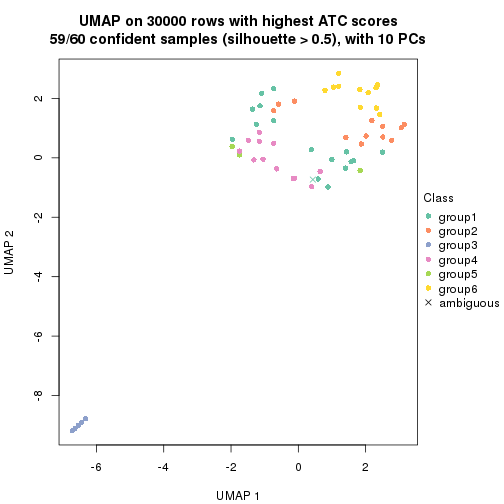 UMAP on 30000 rows with highest ATC scores
59/60 confident samples (silhouette > 0.5), with 10 PCs
2
0
-2
-4
-6
-8
UMAP 2
-6
-4
-2
0
2
UMAP 1
Class
group1
group2
group3
group4
group5
group6
ambiguous